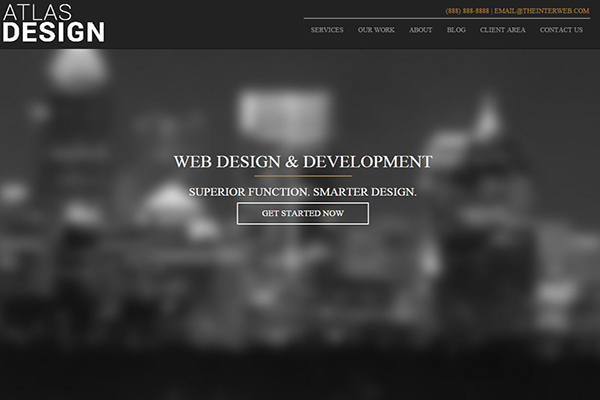 ATLAS
DESIGN
(888) 888-8888 | EMAIL@THEINTERWEB.COM
SERVICES OUR WORK ABOUT BLOG CLIENT AREA CONTACT US
WEB DESIGN & DEVELOPMENT
SUPERIOR FUNCTION. SMARTER DESIGN.
GET STARTED NOW